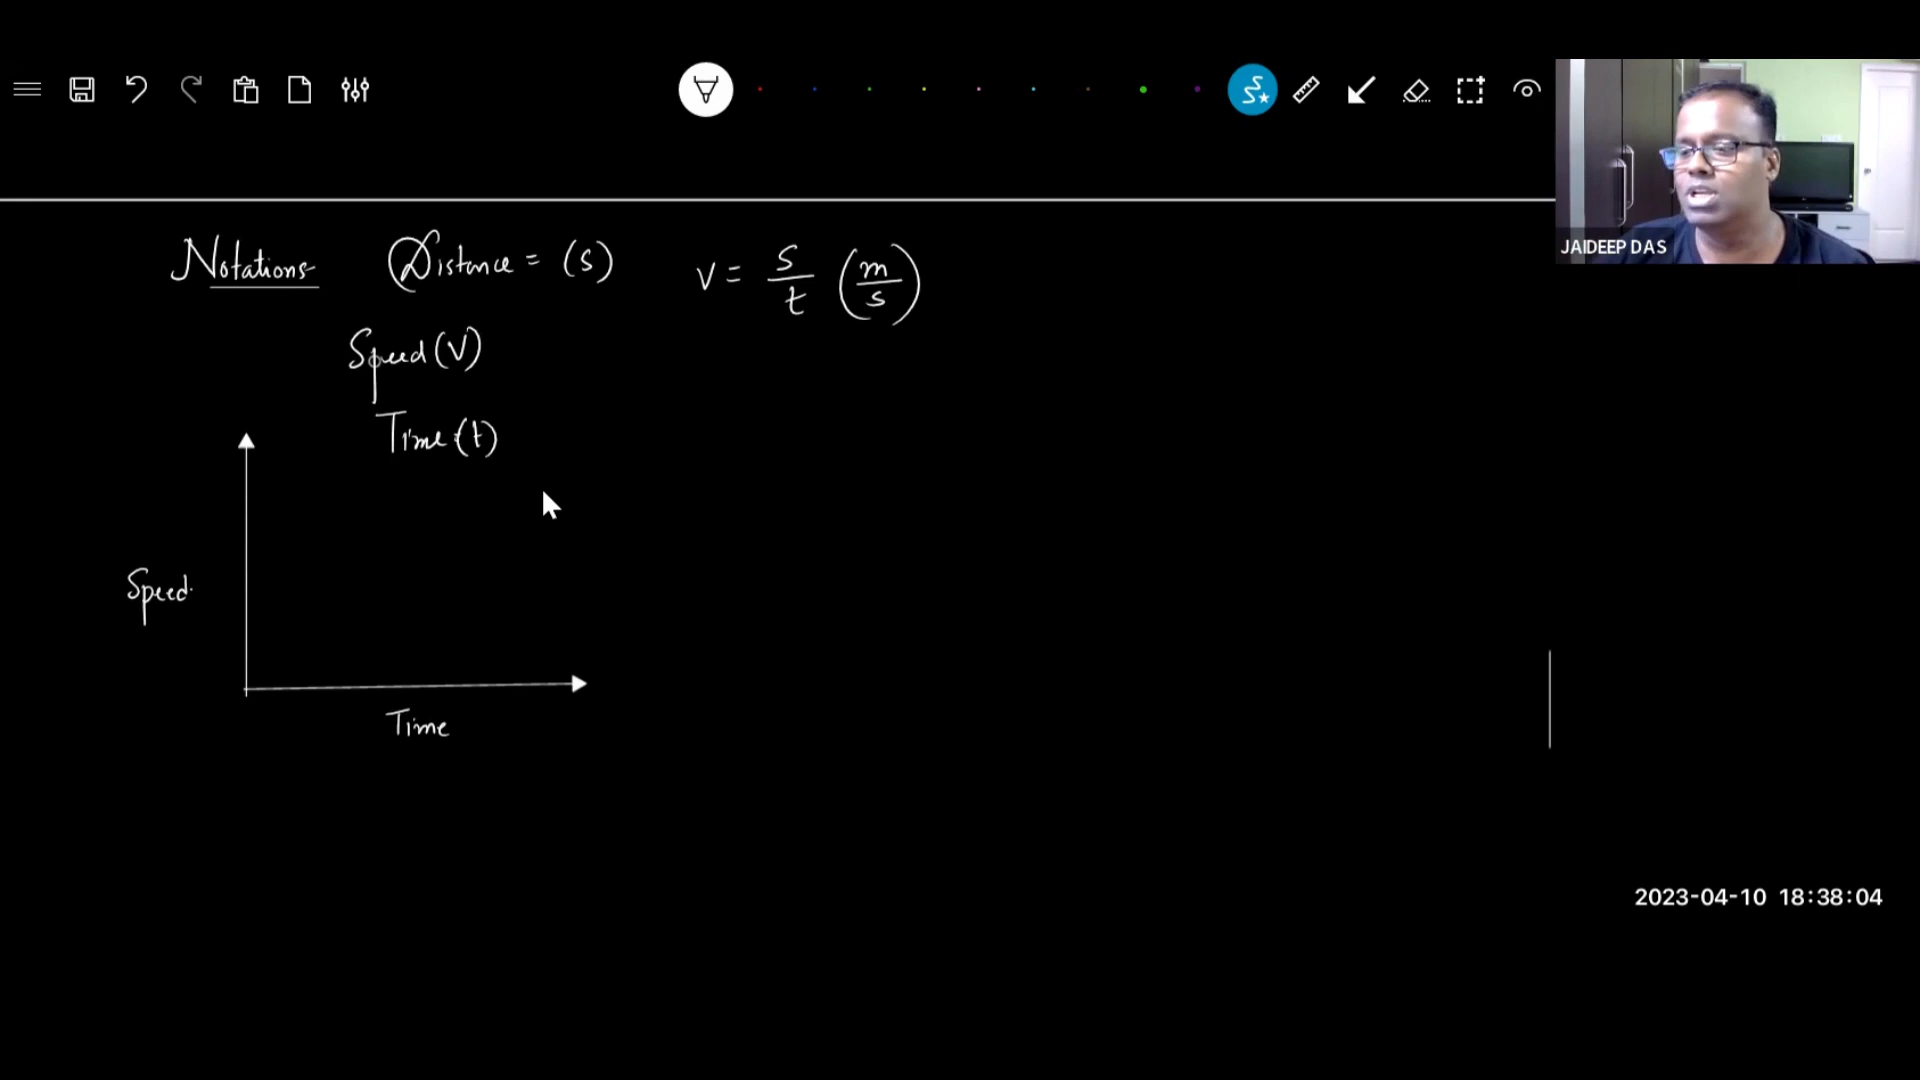 Notations Distance = (s) v = s/t (m/s)
JAIDEEP DAS
Speed (v)
Time (t)
Speed
Time
2023-04-10 18:38:04